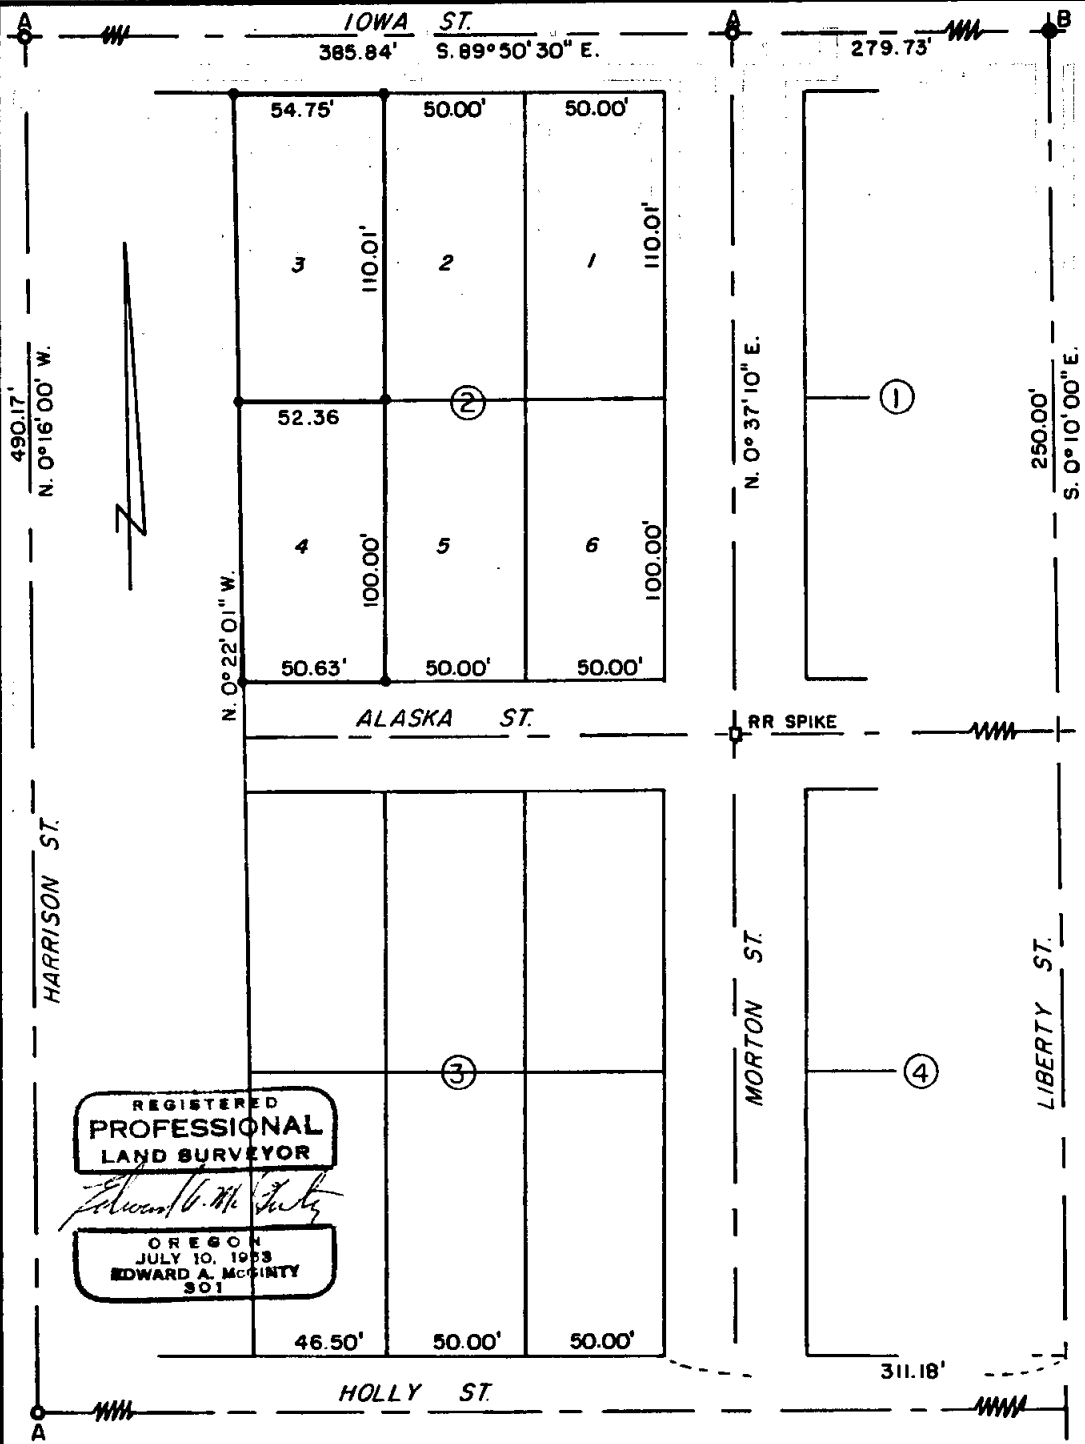 A
IOWA ST.
A
B
385.84' S.89°50'30" E.
279.73'
54.75'
50.00'
50.00'
110.01'
110.01'
3
2
1
490.17'
N. 0°16'00' W.
N. 0°37'10" E.
250.00'
S. 0°10'00" E.
2
1
52.36
4
5
6
100.00'
100.00'
N. 0°22'01" W.
50.63'
50.00'
50.00'
ALASKA ST.
RR SPIKE
HARRISON ST.
MORTON ST.
LIBERTY ST.
3
4
REGISTERED
PROFESSIONAL
LAND SURVEYOR
OREGON
JULY 10, 1953
EDWARD A. McGINTY
301
46.50'
50.00'
50.00'
311.18'
HOLLY ST.
A